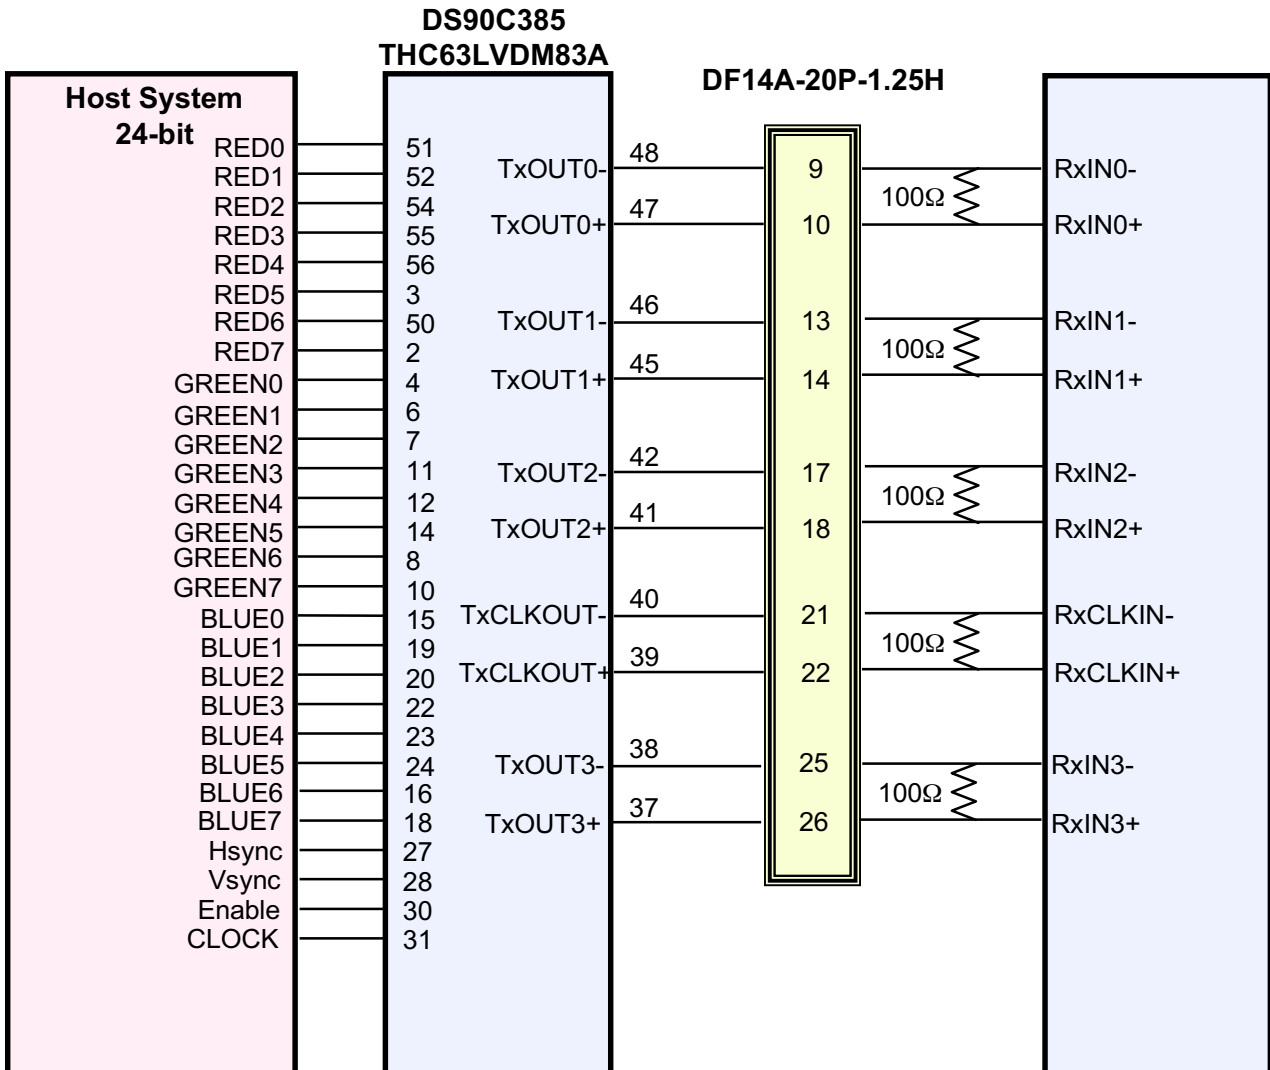 DS90C385
THC63LVDM83A
DF14A-20P-1.25H
Host System
24-bit
RED0
RED1
RED2
RED3
RED4
RED5
RED6
RED7
GREEN0
GREEN1
GREEN2
GREEN3
GREEN4
GREEN5
GREEN6
GREEN7
BLUE0
BLUE1
BLUE2
BLUE3
BLUE4
BLUE5
BLUE6
BLUE7
Hsync
Vsync
Enable
CLOCK
51
52
54
55
56
3
50
2
4
6
7
11
12
14
8
10
15
19
20
22
23
24
16
18
27
28
30
31
TxOUT0- 48 9 RxIN0-
100Ω
TxOUT0+ 47 10 RxIN0+
TxOUT1- 46 13 RxIN1-
100Ω
TxOUT1+ 45 14 RxIN1+
TxOUT2- 42 17 RxIN2-
100Ω
TxOUT2+ 41 18 RxIN2+
TxCLKOUT- 40 21 RxCLKIN-
100Ω
TxCLKOUT+ 39 22 RxCLKIN+
TxOUT3- 38 25 RxIN3-
100Ω
TxOUT3+ 37 26 RxIN3+